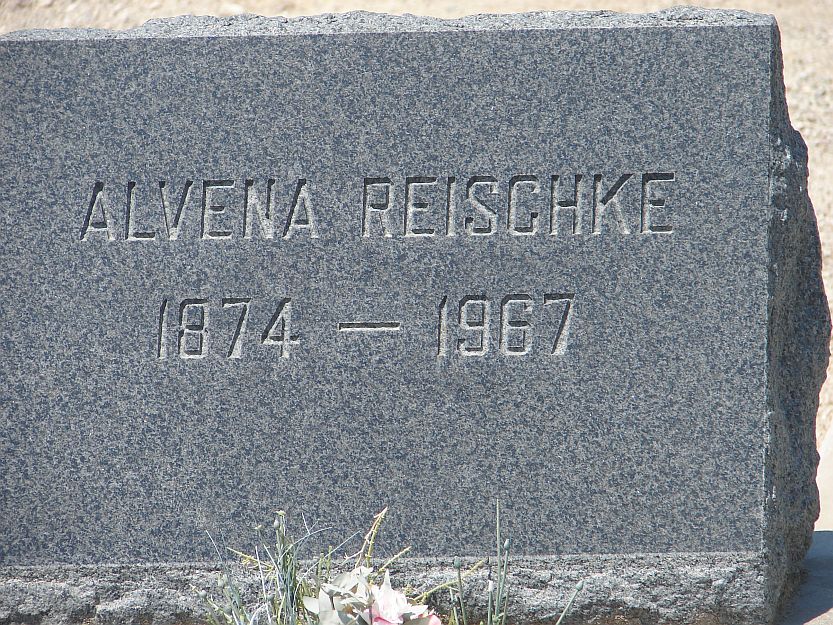 ALVENA REISCHKE
1874 — 1967